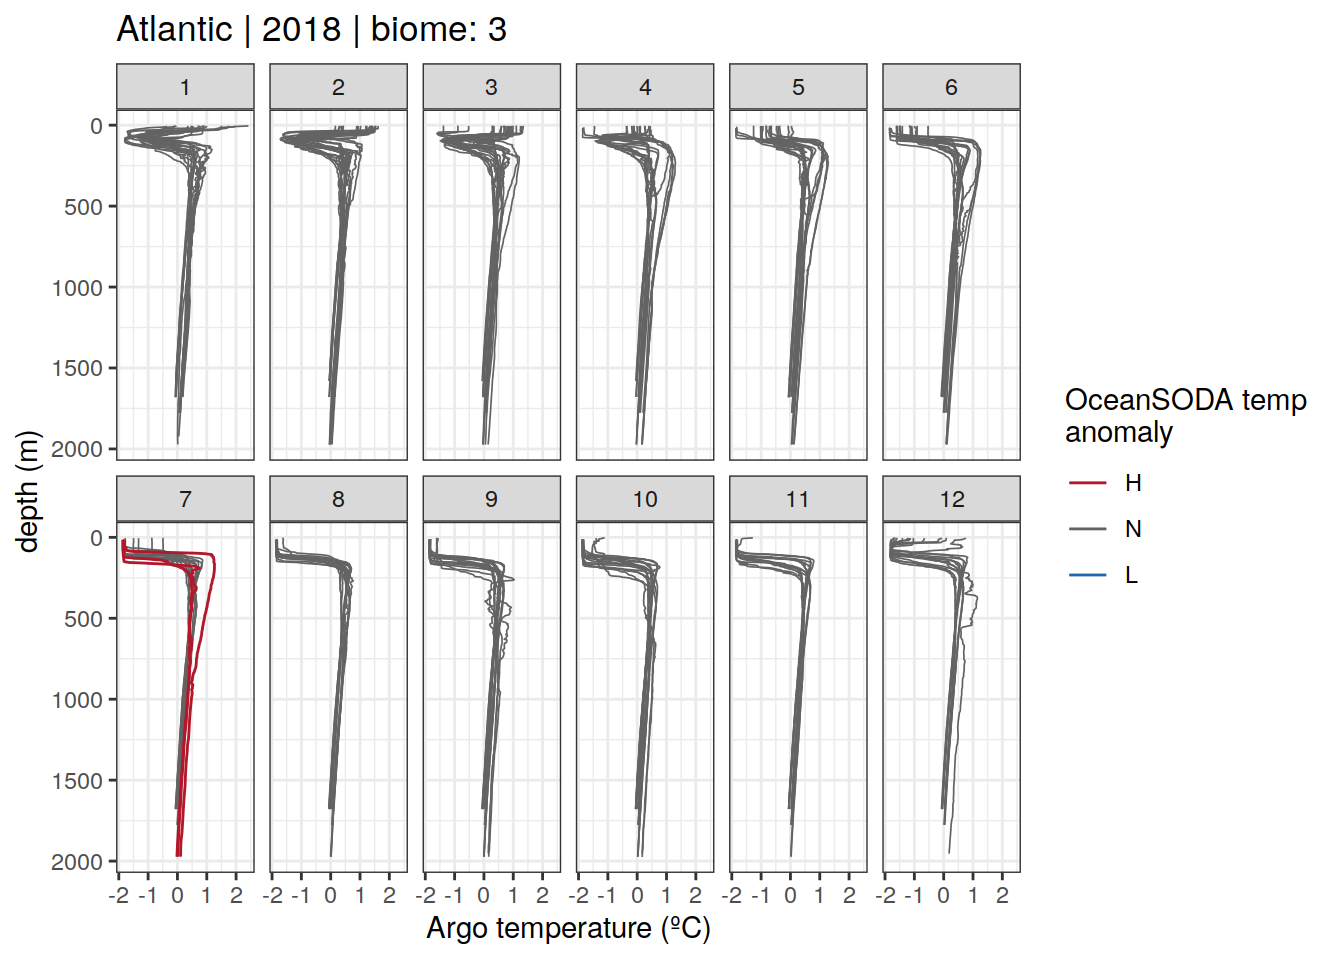 Atlantic | 2018 | biome: 3
1 2 3 4 5 6
0
500
1000
1500
2000
7 8 9 10 11 12
0
500
1000
1500
2000
-2 -1 0 1 2 -2 -1 0 1 2 -2 -1 0 1 2 -2 -1 0 1 2 -2 -1 0 1 2 -2 -1 0 1 2
Argo temperature (ºC)
depth (m)
OceanSODA temp
anomaly
H
N
L